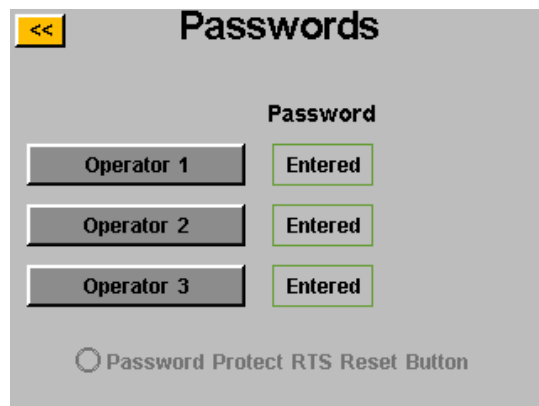 << Passwords
Password
Operator 1 Entered
Operator 2 Entered
Operator 3 Entered
Password Protect RTS Reset Button